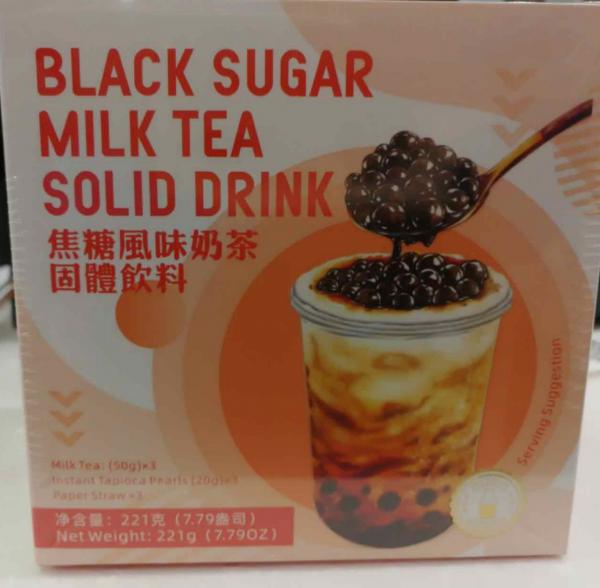 BLACK SUGAR
MILK TEA
SOLID DRINK
焦糖風味奶茶
固體飲料
Serving Suggestion
Milk Tea: (50g)×3
Instant Tapioca Pearls (20g)×3
Paper Straw ×3
净含量：221克（7.79盎司）
Net Weight: 221g (7.79OZ)